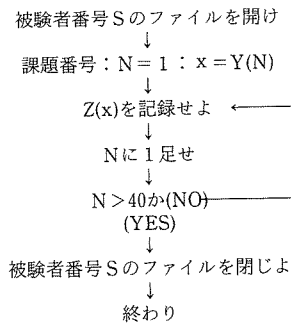 被験者番号Sのファイルを開け
課題番号：N＝1：x＝Y(N)
Z(x)を記録せよ
Nに1足せ
N＞40か(NO)
(YES)
被験者番号Sのファイルを閉じよ
終わり